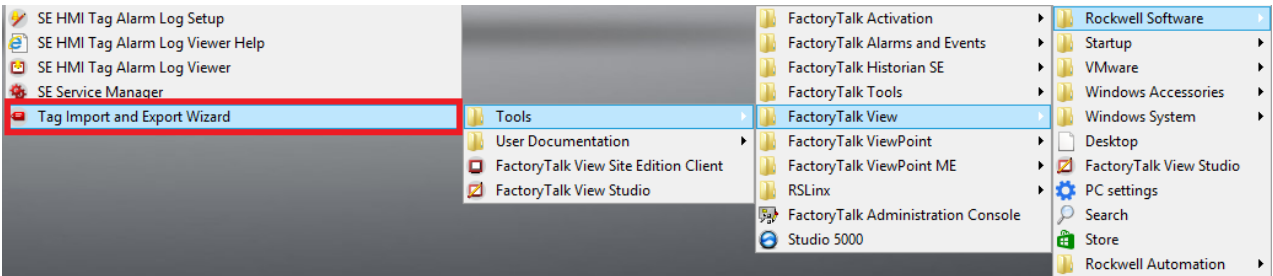 SE HMI Tag Alarm Log Setup
SE HMI Tag Alarm Log Viewer Help
SE HMI Tag Alarm Log Viewer
SE Service Manager
Tag Import and Export Wizard
Tools
User Documentation
FactoryTalk View Site Edition Client
FactoryTalk View Studio
FactoryTalk Activation
FactoryTalk Alarms and Events
FactoryTalk Historian SE
FactoryTalk Tools
FactoryTalk View
FactoryTalk ViewPoint
FactoryTalk ViewPoint ME
RSLinx
FactoryTalk Administration Console
Studio 5000
Rockwell Software
Startup
VMware
Windows Accessories
Windows System
Desktop
FactoryTalk View Studio
PC settings
Search
Store
Rockwell Automation